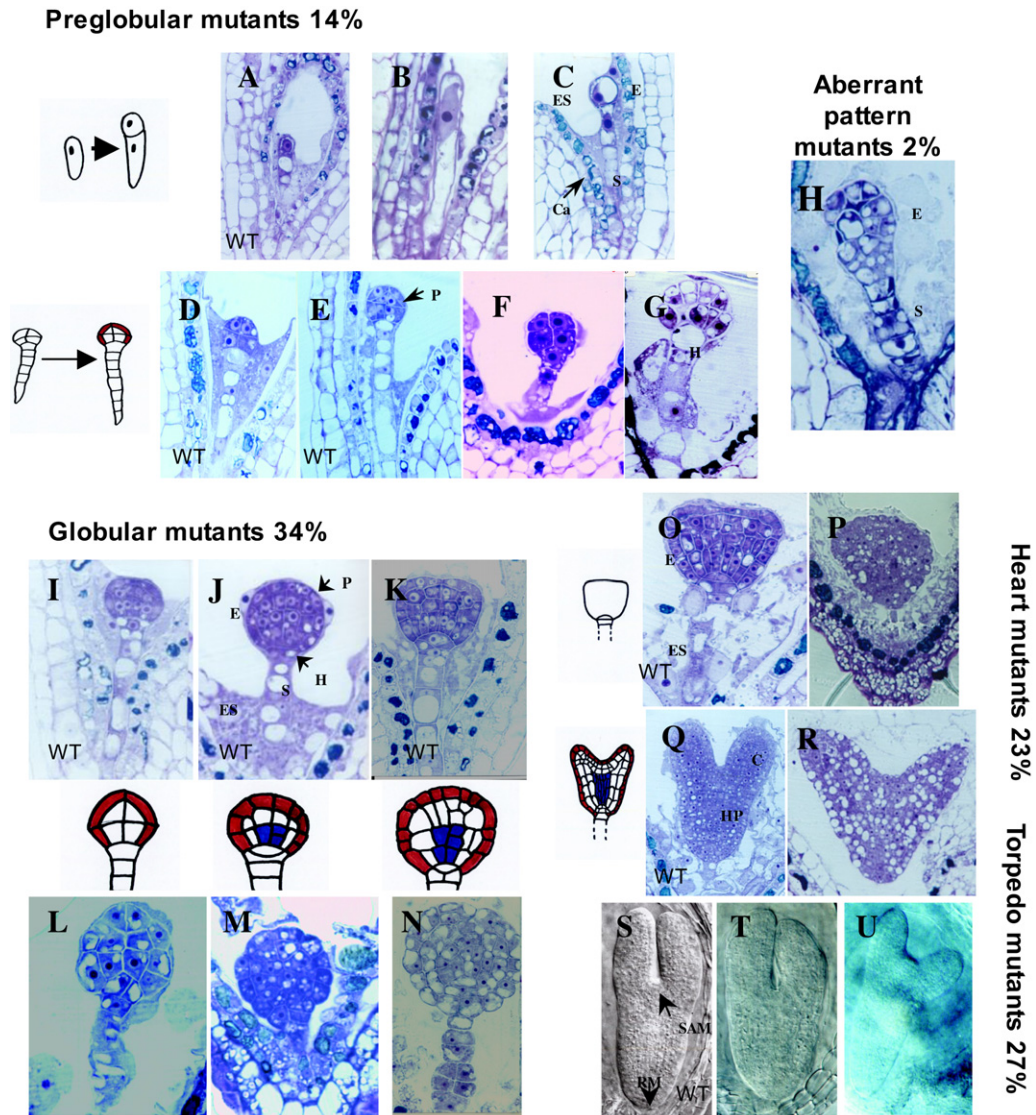 Preglobular mutants 14%
A
WT
B
C
ES
E
Ca
S
Aberrant
pattern
mutants 2%
H
E
S
D
WT
E
P
WT
F
G
H
Globular mutants 34%
I
WT
J
P
E
H
S
ES
WT
K
WT
L
M
N
O
E
ES
WT
P
Heart mutants 23%
Q
C
HP
WT
R
S
SAM
RM
WT
T
U
Torpedo mutants 27%